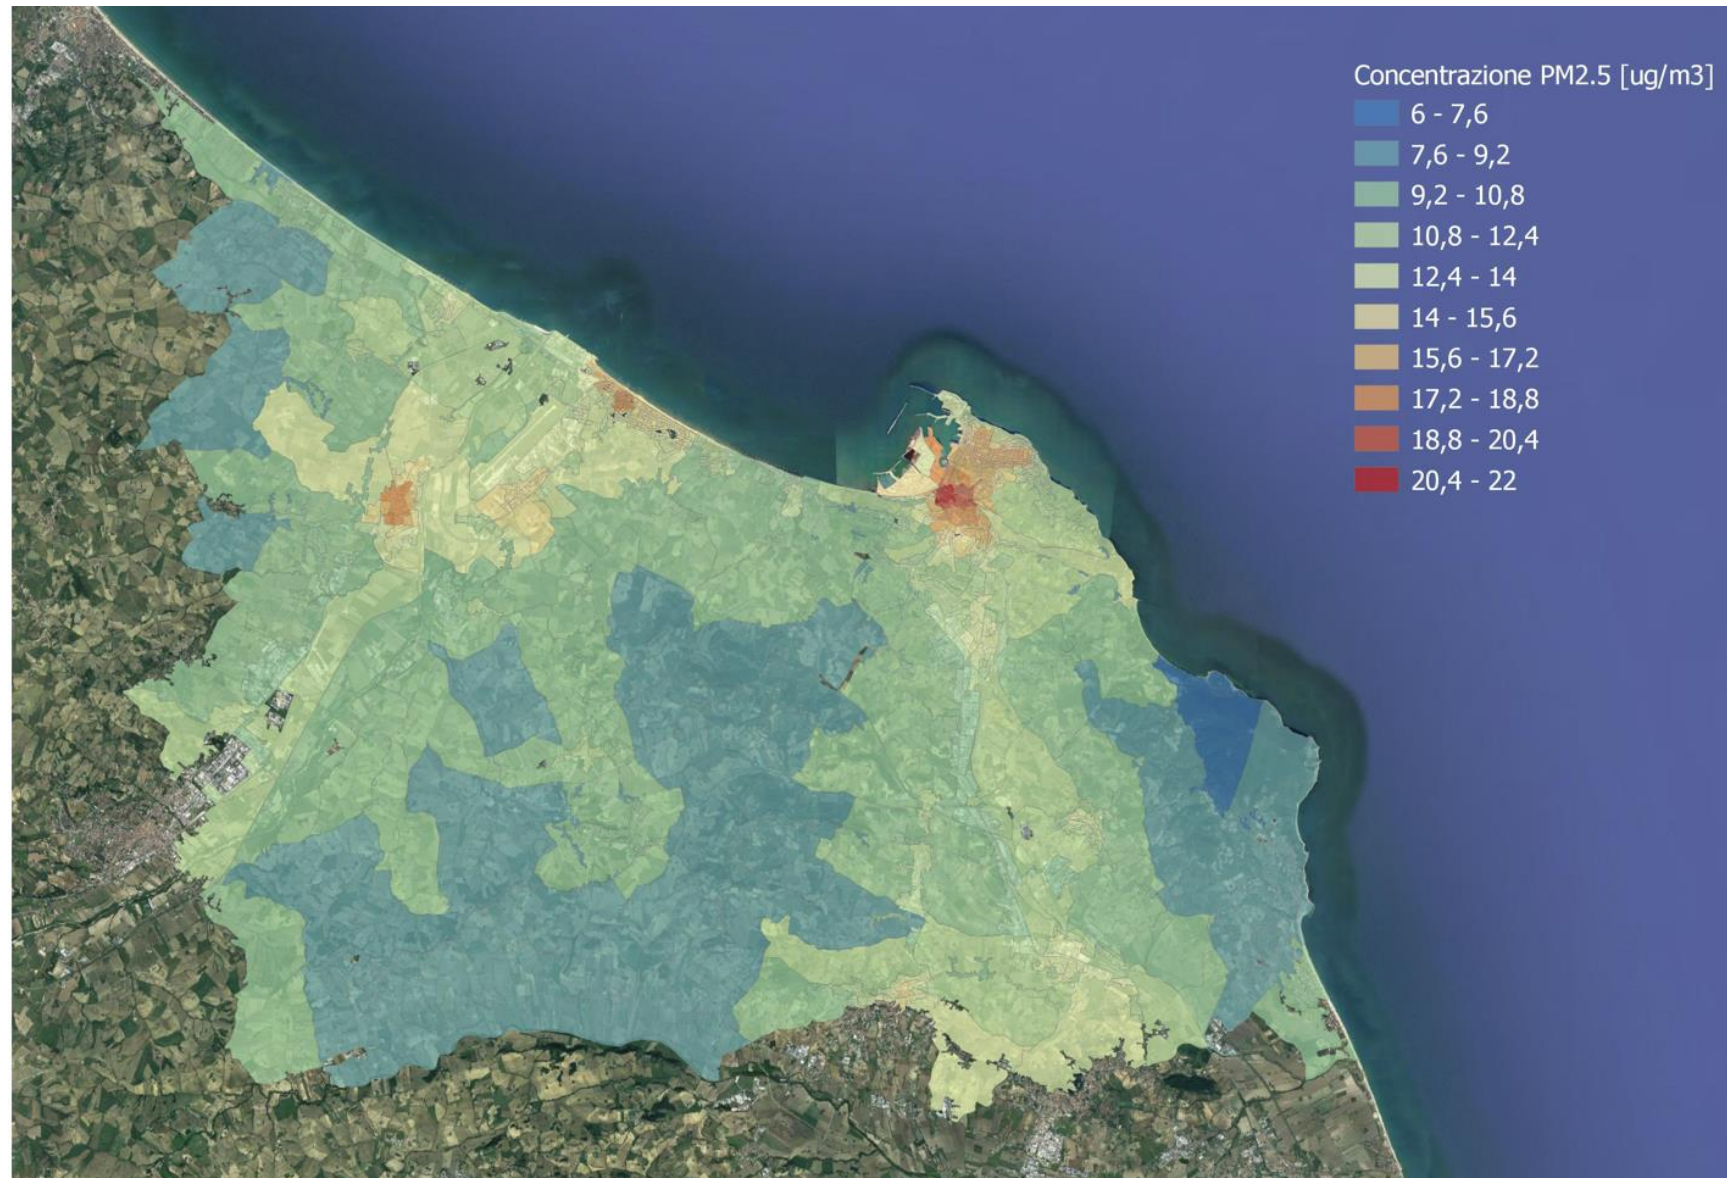 Concentrazione PM2.5 [ug/m3]
6 - 7,6
7,6 - 9,2
9,2 - 10,8
10,8 - 12,4
12,4 - 14
14 - 15,6
15,6 - 17,2
17,2 - 18,8
18,8 - 20,4
20,4 - 22